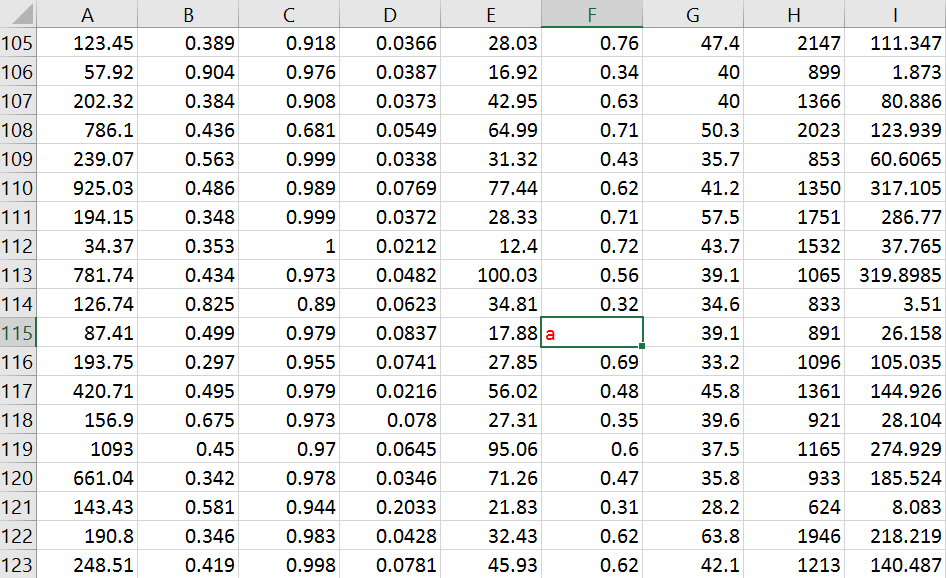 A B C D E F G H I
105 123.45 0.389 0.918 0.0366 28.03 0.76 47.4 2147 111.347
106 57.92 0.904 0.976 0.0387 16.92 0.34 40 899 1.873
107 202.32 0.384 0.908 0.0373 42.95 0.63 40 1366 80.886
108 786.1 0.436 0.681 0.0549 64.99 0.71 50.3 2023 123.939
109 239.07 0.563 0.999 0.0338 31.32 0.43 35.7 853 60.6065
110 925.03 0.486 0.989 0.0769 77.44 0.62 41.2 1350 317.105
111 194.15 0.348 0.999 0.0372 28.33 0.71 57.5 1751 286.77
112 34.37 0.353 1 0.0212 12.4 0.72 43.7 1532 37.765
113 781.74 0.434 0.973 0.0482 100.03 0.56 39.1 1065 319.8985
114 126.74 0.825 0.89 0.0623 34.81 0.32 34.6 833 3.51
115 87.41 0.499 0.979 0.0837 17.88 a 39.1 891 26.158
116 193.75 0.297 0.955 0.0741 27.85 0.69 33.2 1096 105.035
117 420.71 0.495 0.979 0.0216 56.02 0.48 45.8 1361 144.926
118 156.9 0.675 0.973 0.078 27.31 0.35 39.6 921 28.104
119 1093 0.45 0.97 0.0645 95.06 0.6 37.5 1165 274.929
120 661.04 0.342 0.978 0.0346 71.26 0.47 35.8 933 185.524
121 143.43 0.581 0.944 0.2033 21.83 0.31 28.2 624 8.083
122 190.8 0.346 0.983 0.0428 32.43 0.62 63.8 1946 218.219
123 248.51 0.419 0.998 0.0781 45.93 0.62 42.1 1213 140.487